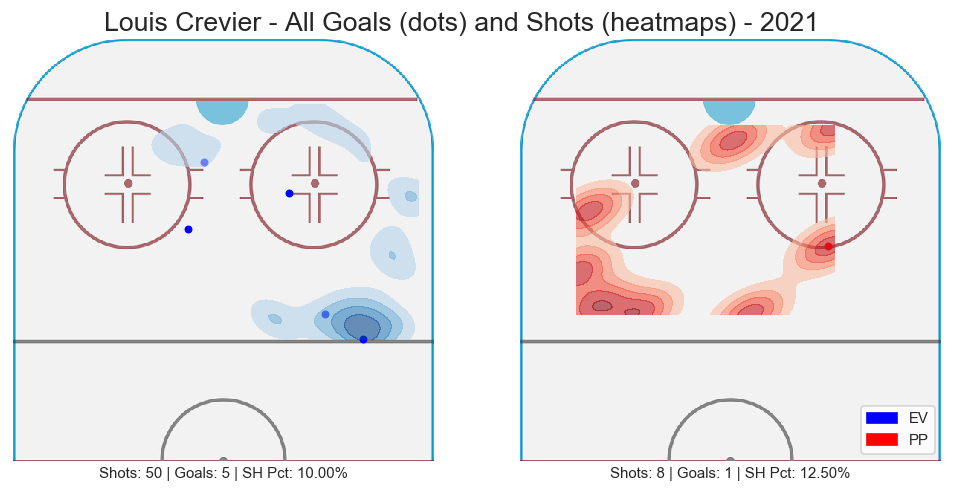 Louis Crevier - All Goals (dots) and Shots (heatmaps) - 2021
EV
PP
Shots: 50 | Goals: 5 | SH Pct: 10.00%
Shots: 8 | Goals: 1 | SH Pct: 12.50%